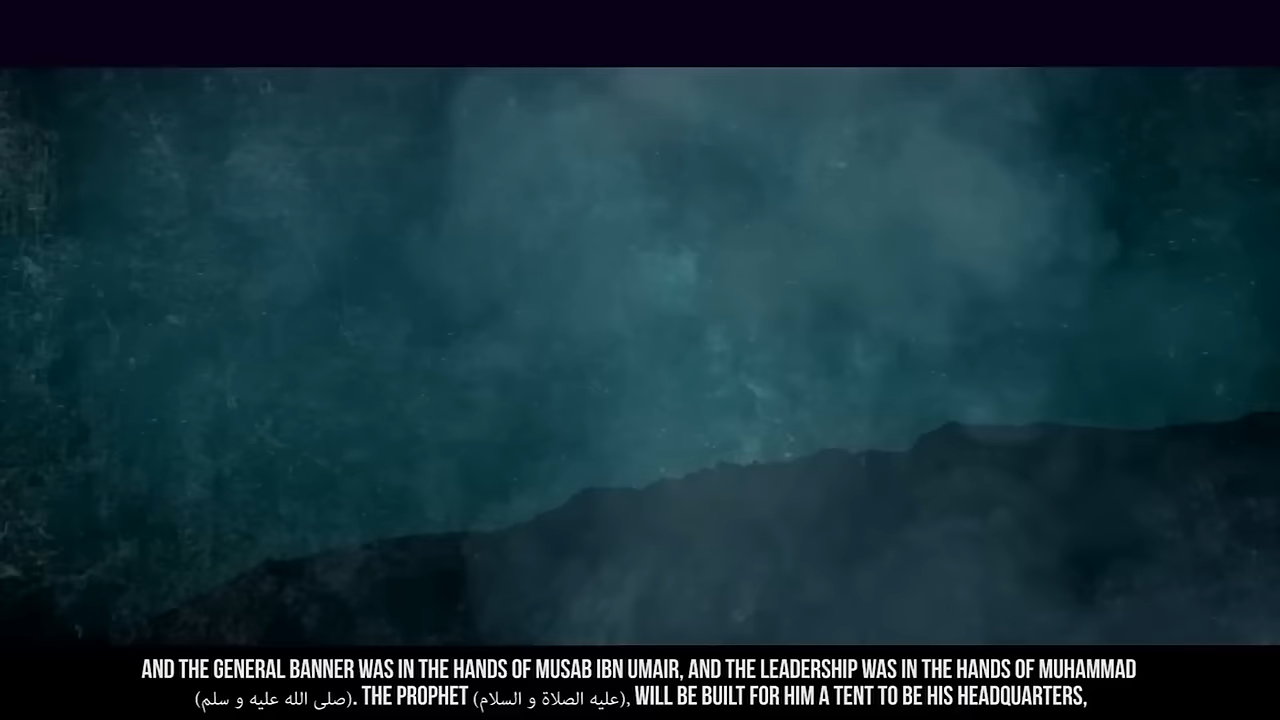 AND THE GENERAL BANNER WAS IN THE HANDS OF MUSAB IBN UMAIR, AND THE LEADERSHIP WAS IN THE HANDS OF MUHAMMAD
(صلى الله عليه و سلم). THE PROPHET (عليه الصلاة و السلام), WILL BE BUILT FOR HIM A TENT TO BE HIS HEADQUARTERS,